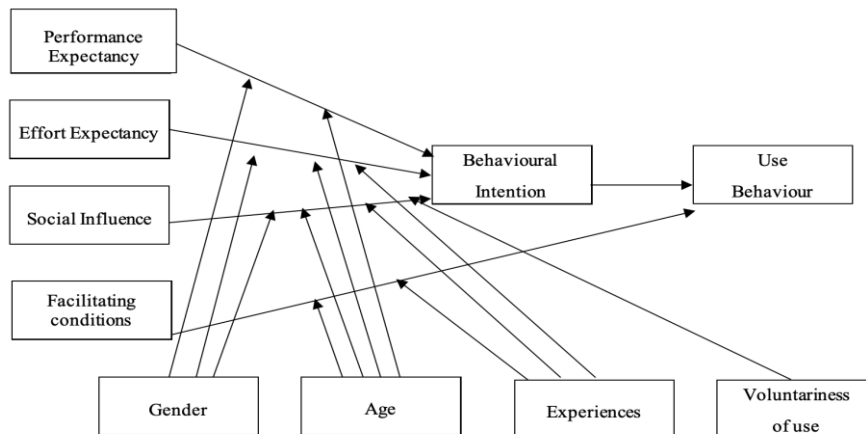 Performance
Expectancy
Effort Expectancy
Behavioural
Intention
Use
Behaviour
Social Influence
Facilitating
conditions
Gender
Age
Experiences
Voluntariness
of use